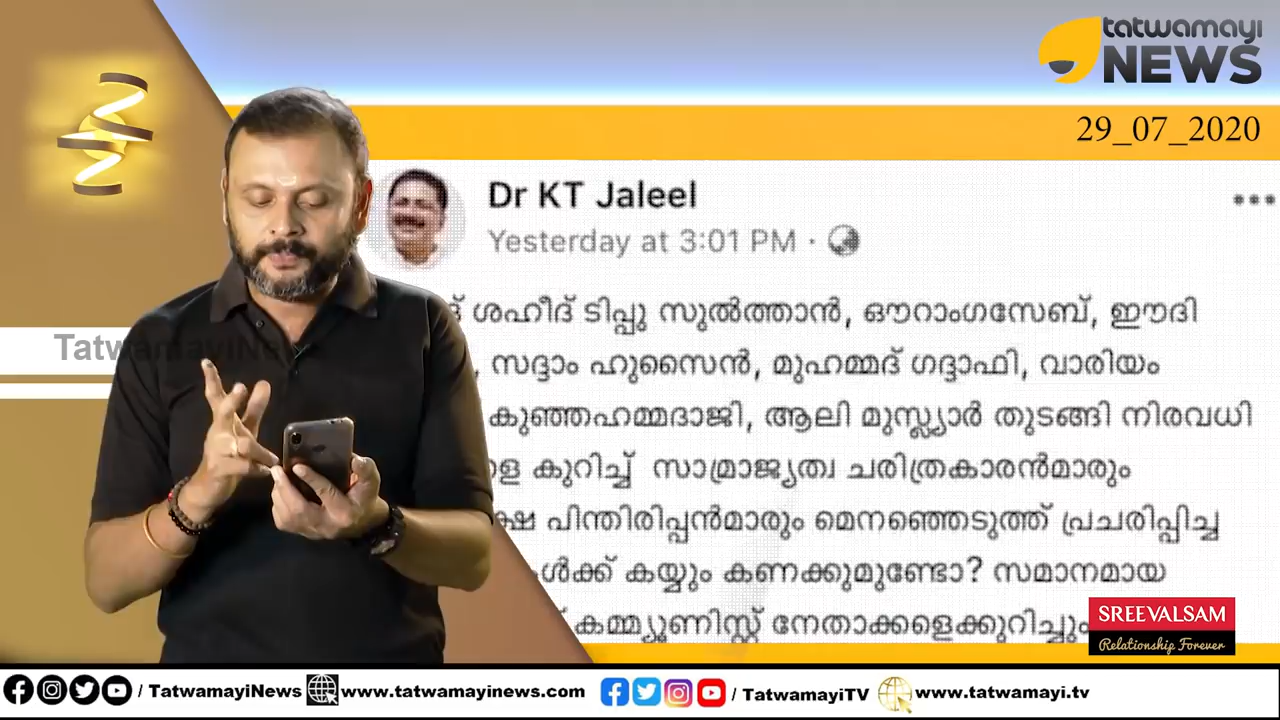 tatwamayi
NEWS
29_07_2020
Dr KT Jaleel
Yesterday at 3:01 PM ·
ശഹീദ് ടിപ്പു സുൽത്താൻ, ഔറാംഗസേബ്, ഈദി
സദ്ദാം ഹുസൈൻ, മുഹമ്മദ് ഗദ്ദാഫി, വാരിയം
കുഞ്ഞഹമ്മദാജി, ആലി മുസ്ല്യാർ തുടങ്ങി നിരവധി
കുറിച്ച് സാമ്രാജ്യത്വ ചരിത്രകാരൻമാരും
പിന്തിരിപ്പൻമാരും മെനഞ്ഞെടുത്ത് പ്രചരിപ്പിച്ച
കയ്യും കണക്കുമുണ്ടോ? സമാനമായ
കമ്മ്യൂണിസ്റ്റ് നേതാക്കളെക്കുറിച്ചും
SREEVALSAM
Relationship Forever
/ TatwamayiNews www.tatwamayinews.com / TatwamayiTV www.tatwamayi.tv